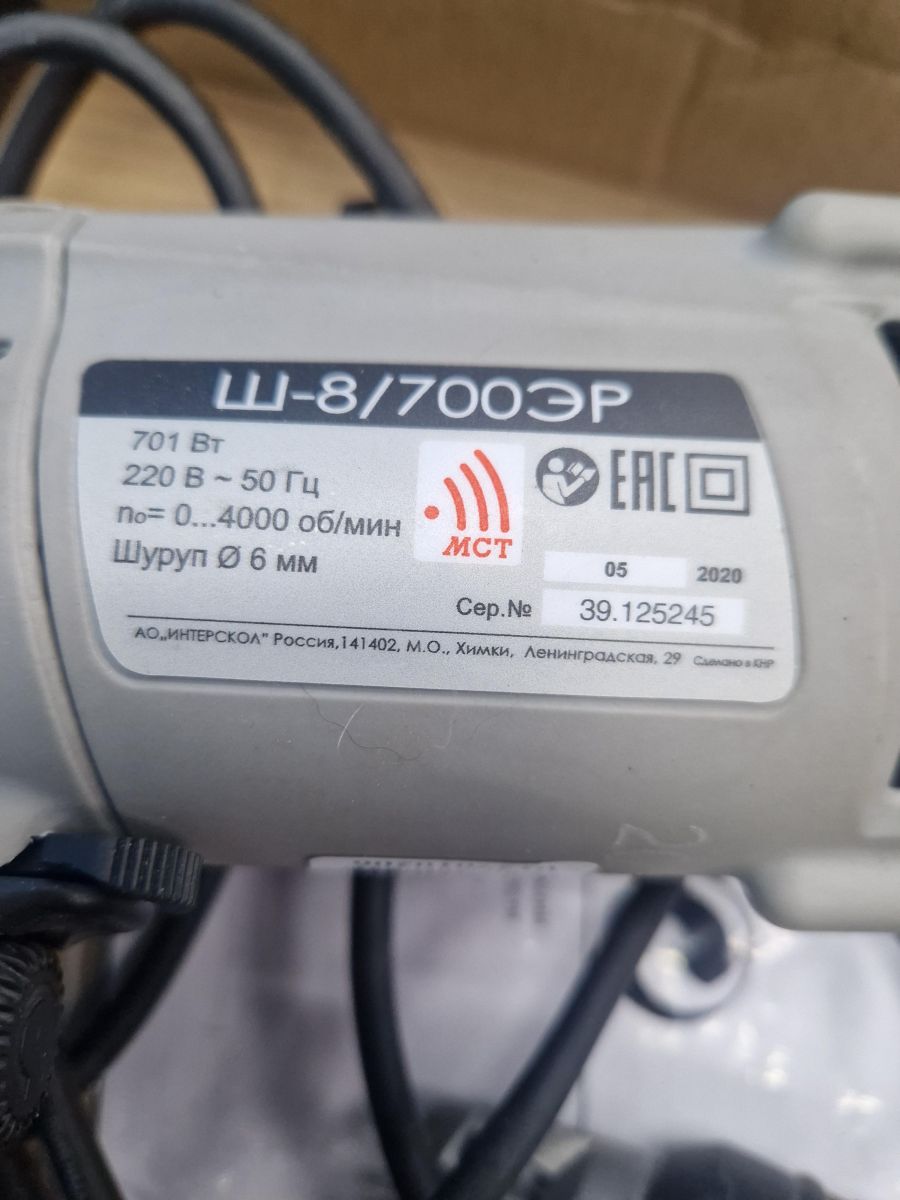 Ш-8/700ЭР
701 Вт
220 В ~ 50 Гц
n₀= 0...4000 об/мин
Шуруп Ø 6 мм
МСТ
EAC
05 2020
Сер.№ 39.125245
АО„ИНТЕРСКОЛ" Россия,141402, М.О., Химки, Ленинградская, 29 Сделано в КНР